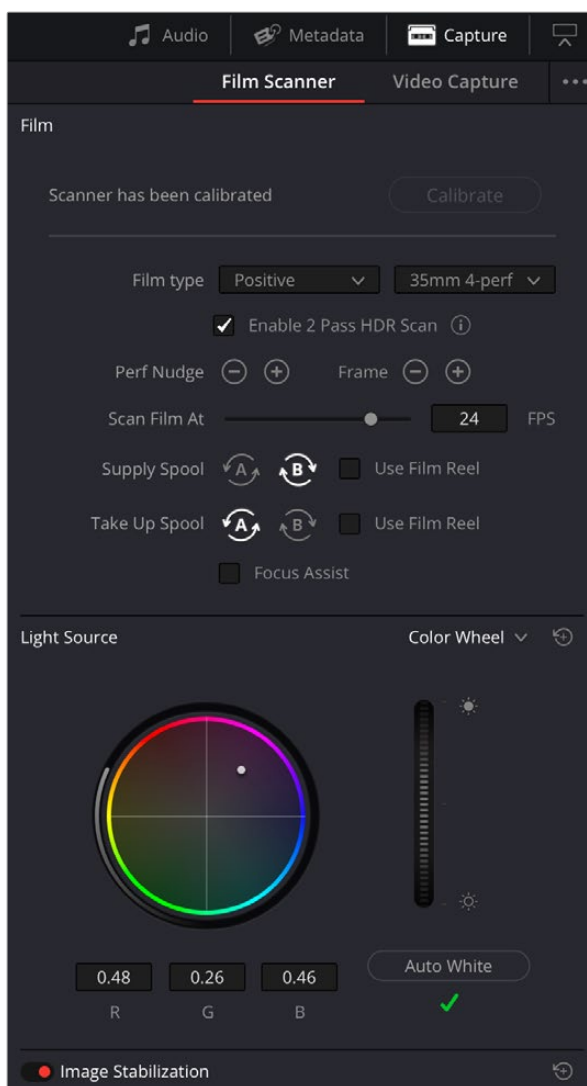 Audio Metadata Capture
Film Scanner Video Capture
Film
Scanner has been calibrated Calibrate
Film type Positive 35mm 4-perf
Enable 2 Pass HDR Scan
Perf Nudge Frame
Scan Film At 24 FPS
Supply Spool A B Use Film Reel
Take Up Spool A B Use Film Reel
Focus Assist
Light Source Color Wheel
Auto White
0.48 0.26 0.46
R G B
Image Stabilization